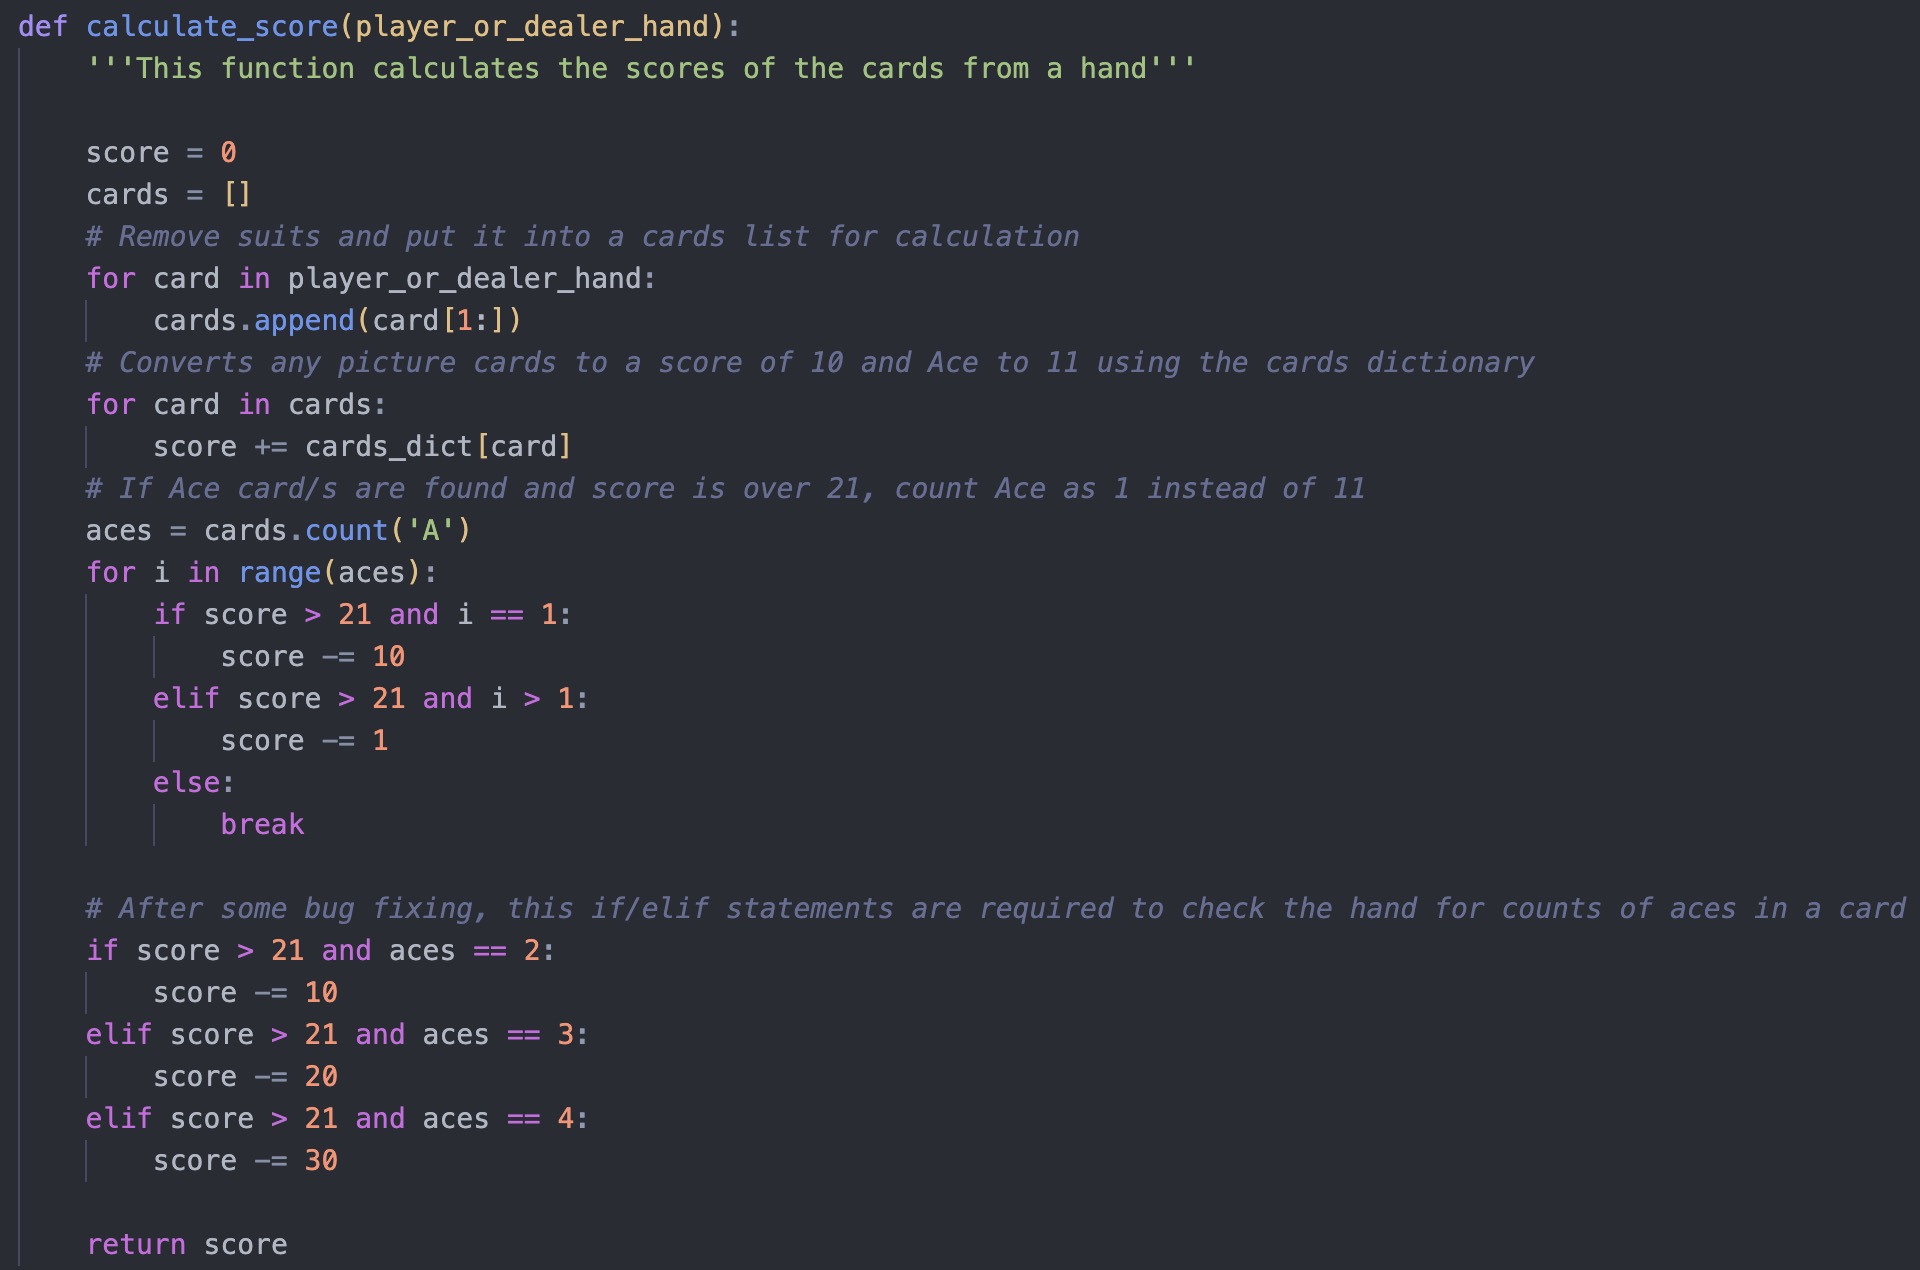 def calculate_score(player_or_dealer_hand):
    '''This function calculates the scores of the cards from a hand'''
    score = 0
    cards = []
    # Remove suits and put it into a cards list for calculation
    for card in player_or_dealer_hand:
        cards.append(card[1:])
    # Converts any picture cards to a score of 10 and Ace to 11 using the cards dictionary
    for card in cards:
        score += cards_dict[card]
    # If Ace card/s are found and score is over 21, count Ace as 1 instead of 11
    aces = cards.count('A')
    for i in range(aces):
        if score > 21 and i == 1:
            score -= 10
        elif score > 21 and i > 1:
            score -= 1
        else:
            break
    # After some bug fixing, this if/elif statements are required to check the hand for counts of aces in a card
    if score > 21 and aces == 2:
        score -= 10
    elif score > 21 and aces == 3:
        score -= 20
    elif score > 21 and aces == 4:
        score -= 30
    return score